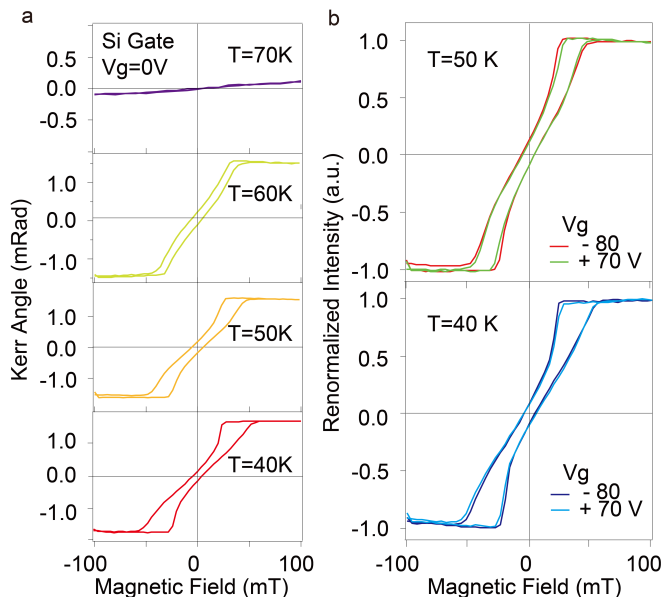 a
Si Gate
Vg=0V
T=70K
0.5
0.0
0.5
T=60K
1.0
0.0
-1.0
T=50K
1.0
0.0
-1.0
T=40K
1.0
0.0
-1.0
Kerr Angle (mRad)
-100
0
100
Magnetic Field (mT)
b
T=50 K
1.0
0.5
0.0
-0.5
-1.0
Vg
- 80
+ 70 V
T=40 K
1.0
0.5
0.0
-0.5
-1.0
Vg
- 80
+ 70 V
Renormalized Intensity (a.u.)
-100
0
100
Magnetic Field (mT)